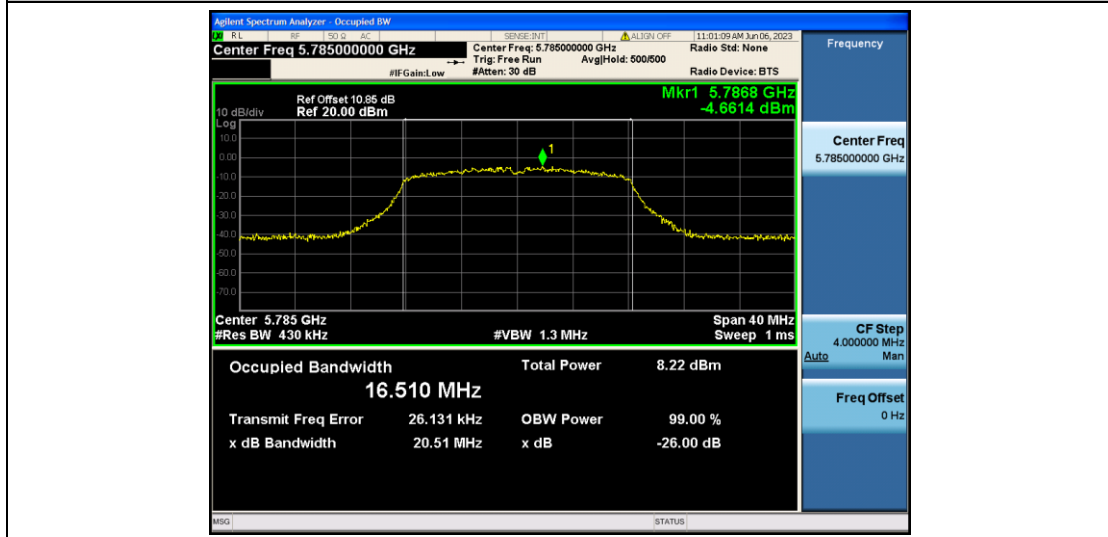 Agilent Spectrum Analyzer - Occupied BW
RL RF 50 Ω AC SENSE:INT ALIGN OFF 11:01:09 AM Jun 06, 2023
Center Freq 5.785000000 GHz
Center Freq: 5.785000000 GHz
Radio Std: None
Trig: Free Run Avg|Hold: 500/500
#IFGain:Low #Atten: 30 dB Radio Device: BTS
Frequency
Mkr1 5.7868 GHz
-4.6614 dBm
Ref Offset 10.85 dB
10 dB/div Ref 20.00 dBm
Log
10.0
0.00
-10.0
-20.0
-30.0
-40.0
-50.0
-60.0
-70.0
1
Center 5.785 GHz Span 40 MHz
#Res BW 430 kHz #VBW 1.3 MHz Sweep 1 ms
Center Freq
5.785000000 GHz
CF Step
4.000000 MHz
Auto Man
Freq Offset
0 Hz
Occupied Bandwidth Total Power 8.22 dBm
16.510 MHz
Transmit Freq Error 26.131 kHz OBW Power 99.00 %
x dB Bandwidth 20.51 MHz x dB -26.00 dB
MSG STATUS